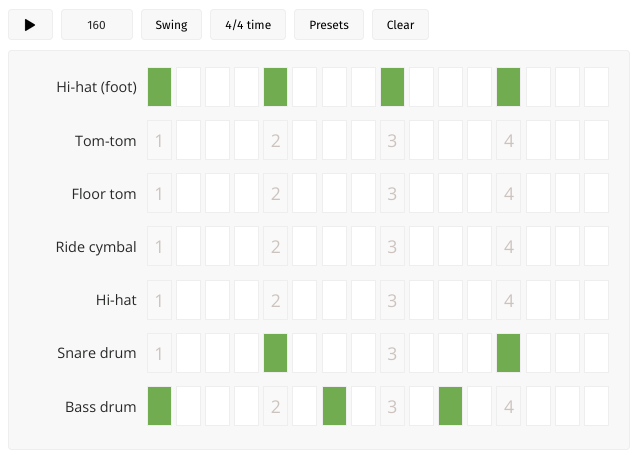 160 Swing 4/4 time Presets Clear
Hi-hat (foot)
Tom-tom 1 2 3 4
Floor tom 1 2 3 4
Ride cymbal 1 2 3 4
Hi-hat 1 2 3 4
Snare drum 1 3
Bass drum 2 3 4